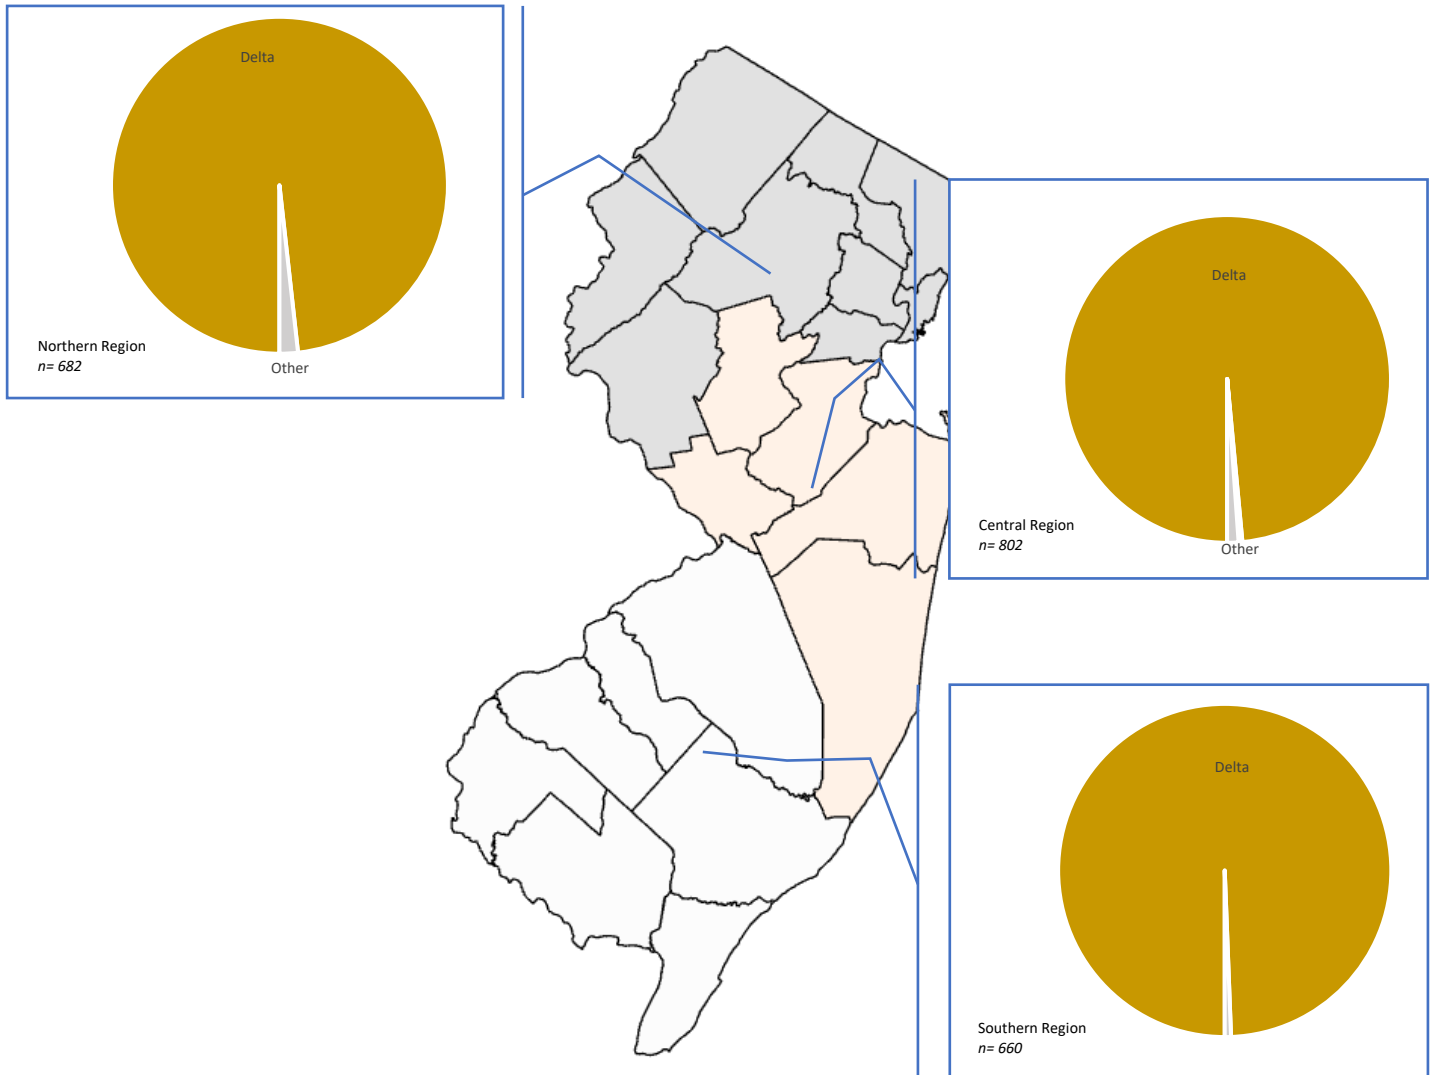 Delta
Northern Region
n= 682
Other
Delta
Central Region
n= 802
Other
Delta
Southern Region
n= 660